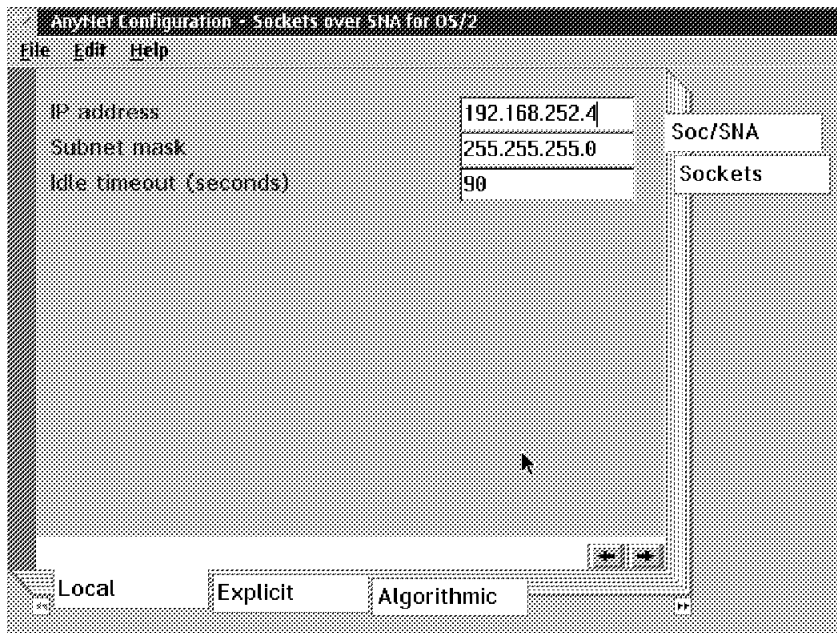 AnyNet Configuration - Sockets over SNA for OS/2
File Edit Help
IP address 192.168.252.4
Subnet mask 255.255.255.0
Idle timeout (seconds) 90
Soc/SNA
Sockets
Local
Explicit
Algorithmic